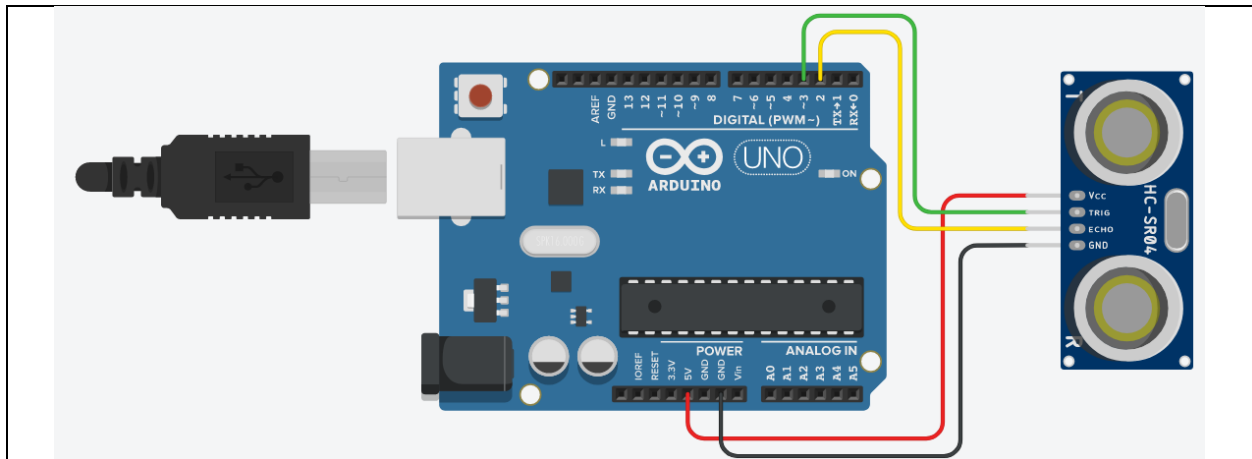 AREF
GND
13
12
~11
~10
~9
8
7
~6
~5
4
~3
2
TX→1
RX←0
DIGITAL (PWM~)
L
TX
RX
ARDUINO
UNO
ON
T
HC-SR04
VCC
TRIG
ECHO
GND
R
POWER
ANALOG IN
IOREF
RESET
3.3V
5V
GND
GND
Vin
A0
A1
A2
A3
A4
A5